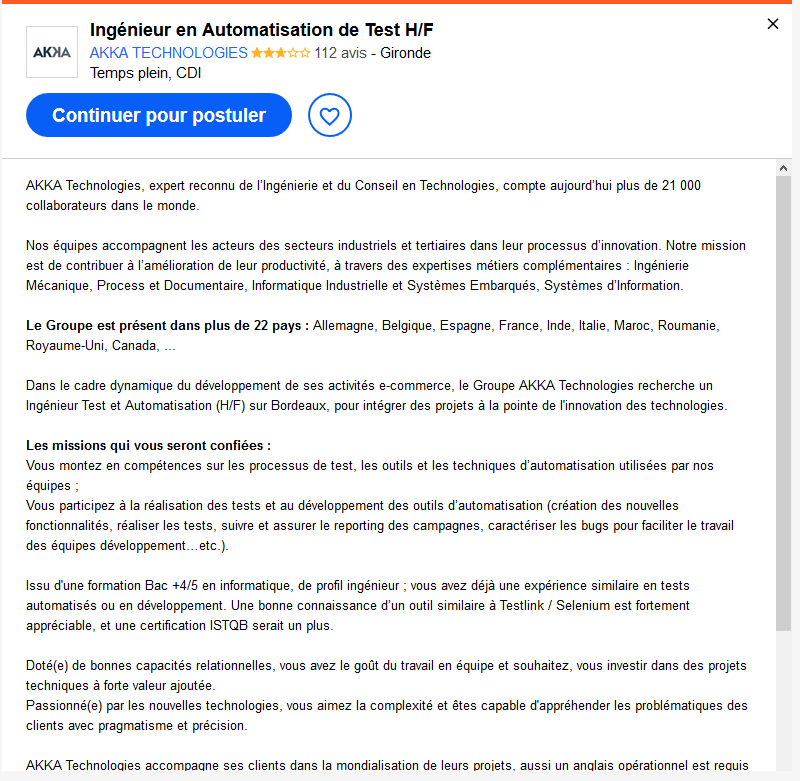 Ingénieur en Automatisation de Test H/F
AKKA
AKKA TECHNOLOGIES 112 avis - Gironde
Temps plein, CDI
Continuer pour postuler
AKKA Technologies, expert reconnu de l'Ingénierie et du Conseil en Technologies, compte aujourd'hui plus de 21 000
collaborateurs dans le monde.
Nos équipes accompagnent les acteurs des secteurs industriels et tertiaires dans leur processus d'innovation. Notre mission
est de contribuer à l'amélioration de leur productivité, à travers des expertises métiers complémentaires : Ingénierie
Mécanique, Process et Documentaire, Informatique Industrielle et Systèmes Embarqués, Systèmes d'Information.
Le Groupe est présent dans plus de 22 pays : Allemagne, Belgique, Espagne, France, Inde, Italie, Maroc, Roumanie,
Royaume-Uni, Canada, ...
Dans le cadre dynamique du développement de ses activités e-commerce, le Groupe AKKA Technologies recherche un
Ingénieur Test et Automatisation (H/F) sur Bordeaux, pour intégrer des projets à la pointe de l'innovation des technologies.
Les missions qui vous seront confiées :
Vous montez en compétences sur les processus de test, les outils et les techniques d'automatisation utilisées par nos
équipes ;
Vous participez à la réalisation des tests et au développement des outils d'automatisation (création des nouvelles
fonctionnalités, réaliser les tests, suivre et assurer le reporting des campagnes, caractériser les bugs pour faciliter le travail
des équipes développement…etc.).
Issu d'une formation Bac +4/5 en informatique, de profil ingénieur ; vous avez déjà une expérience similaire en tests
automatisés ou en développement. Une bonne connaissance d'un outil similaire à Testlink / Selenium est fortement
appréciable, et une certification ISTQB serait un plus.
Doté(e) de bonnes capacités relationnelles, vous avez le goût du travail en équipe et souhaitez, vous investir dans des projets
techniques à forte valeur ajoutée.
Passionné(e) par les nouvelles technologies, vous aimez la complexité et êtes capable d'appréhender les problématiques des
clients avec pragmatisme et précision.
AKKA Technologies accompagne ses clients dans la mondialisation de leurs projets, aussi un anglais opérationnel est requis